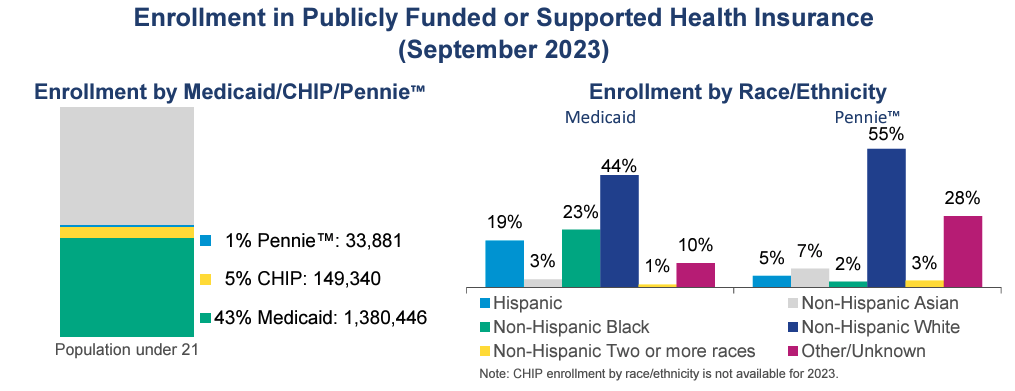 Enrollment in Publicly Funded or Supported Health Insurance
(September 2023)
Enrollment by Medicaid/CHIP/Pennie™
1% Pennie™: 33,881
5% CHIP: 149,340
43% Medicaid: 1,380,446
Population under 21
Enrollment by Race/Ethnicity
Medicaid
Pennie™
19%
3%
23%
44%
1%
10%
5%
7%
2%
55%
3%
28%
Hispanic
Non-Hispanic Asian
Non-Hispanic Black
Non-Hispanic White
Non-Hispanic Two or more races
Other/Unknown
Note: CHIP enrollment by race/ethnicity is not available for 2023.